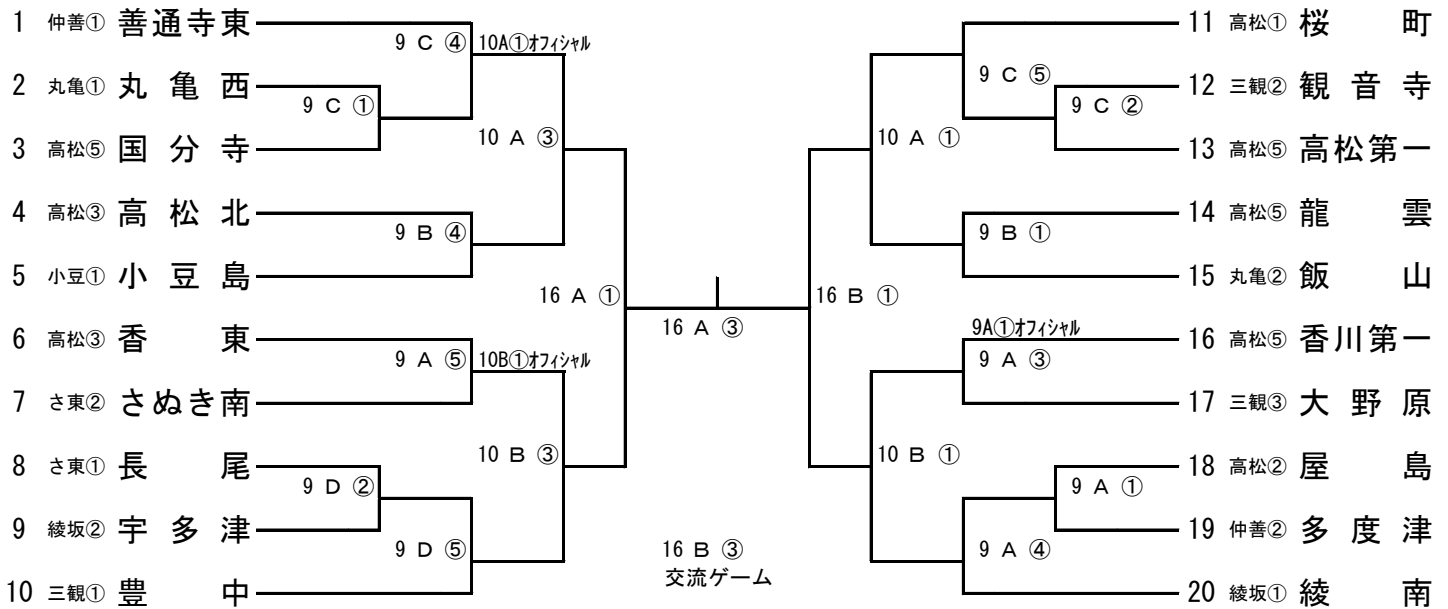 1 仲善① 善通寺東
9 C ④
10A①ｵﾌｨｼｬﾙ
2 丸亀① 丸亀西
9 C ①
3 高松⑤ 国分寺
10 A ③
4 高松③ 高松北
9 B ④
5 小豆① 小豆島
16 A ①
6 高松③ 香東
9 A ⑤
10B①ｵﾌｨｼｬﾙ
7 さ東② さぬき南
8 さ東① 長尾
9 D ②
10 B ③
9 綾坂② 宇多津
9 D ⑤
10 三観① 豊中
16 A ③
16 B ③
交流ゲーム
11 高松① 桜町
9 C ⑤
12 三観② 観音寺
9 C ②
10 A ①
13 高松⑤ 高松第一
14 高松⑤ 龍雲
9 B ①
15 丸亀② 飯山
16 B ①
9A①ｵﾌｨｼｬﾙ
16 高松⑤ 香川第一
9 A ③
17 三観③ 大野原
10 B ①
18 高松② 屋島
9 A ①
19 仲善② 多度津
9 A ④
20 綾坂① 綾南